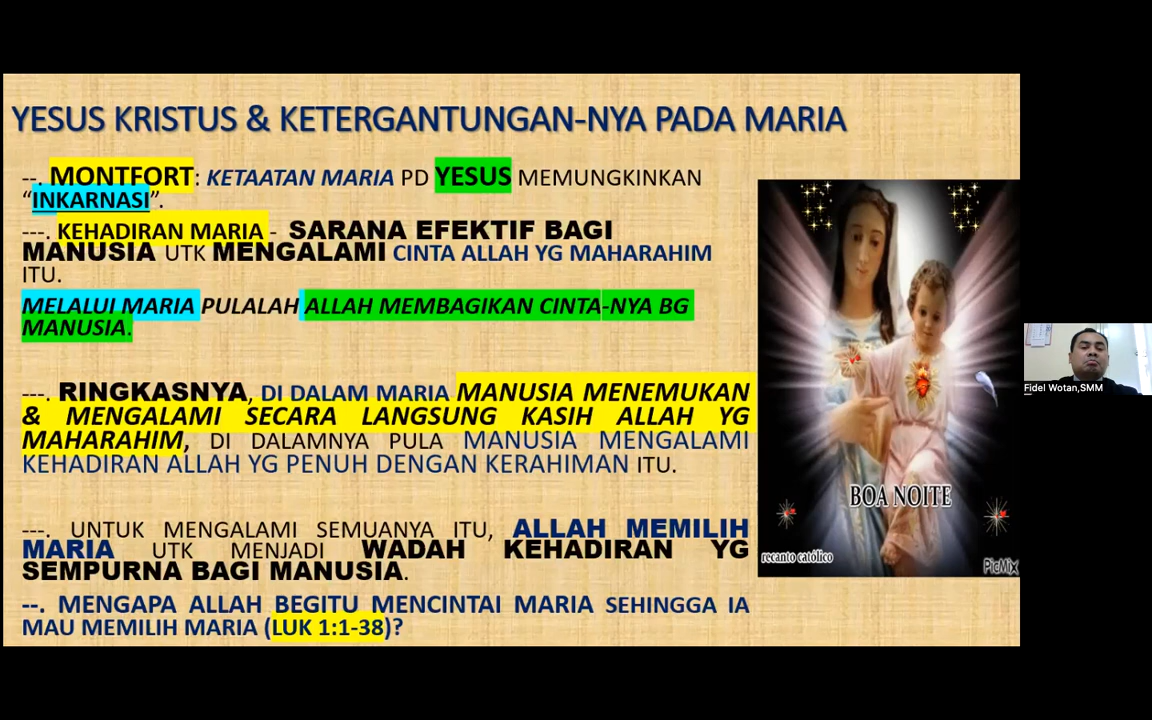 YESUS KRISTUS & KETERGANTUNGAN-NYA PADA MARIA
--. MONTFORT: KETAATAN MARIA PD YESUS MEMUNGKINKAN
“INKARNASI”.
---. KEHADIRAN MARIA - SARANA EFEKTIF BAGI
MANUSIA UTK MENGALAMI CINTA ALLAH YG MAHARAHIM
ITU.
MELALUI MARIA PULALAH ALLAH MEMBAGIKAN CINTA-NYA BG
MANUSIA.
---. RINGKASNYA, DI DALAM MARIA MANUSIA MENEMUKAN
& MENGALAMI SECARA LANGSUNG KASIH ALLAH YG
MAHARAHIM, DI DALAMNYA PULA MANUSIA MENGALAMI
KEHADIRAN ALLAH YG PENUH DENGAN KERAHIMAN ITU.
---. UNTUK MENGALAMI SEMUANYA ITU, ALLAH MEMILIH
MARIA UTK MENJADI WADAH KEHADIRAN YG
SEMPURNA BAGI MANUSIA.
--. MENGAPA ALLAH BEGITU MENCINTAI MARIA SEHINGGA IA
MAU MEMILIH MARIA (LUK 1:1-38)?
BOA NOITE
recanto católico
PicMix
Fidel Wotan,SMM